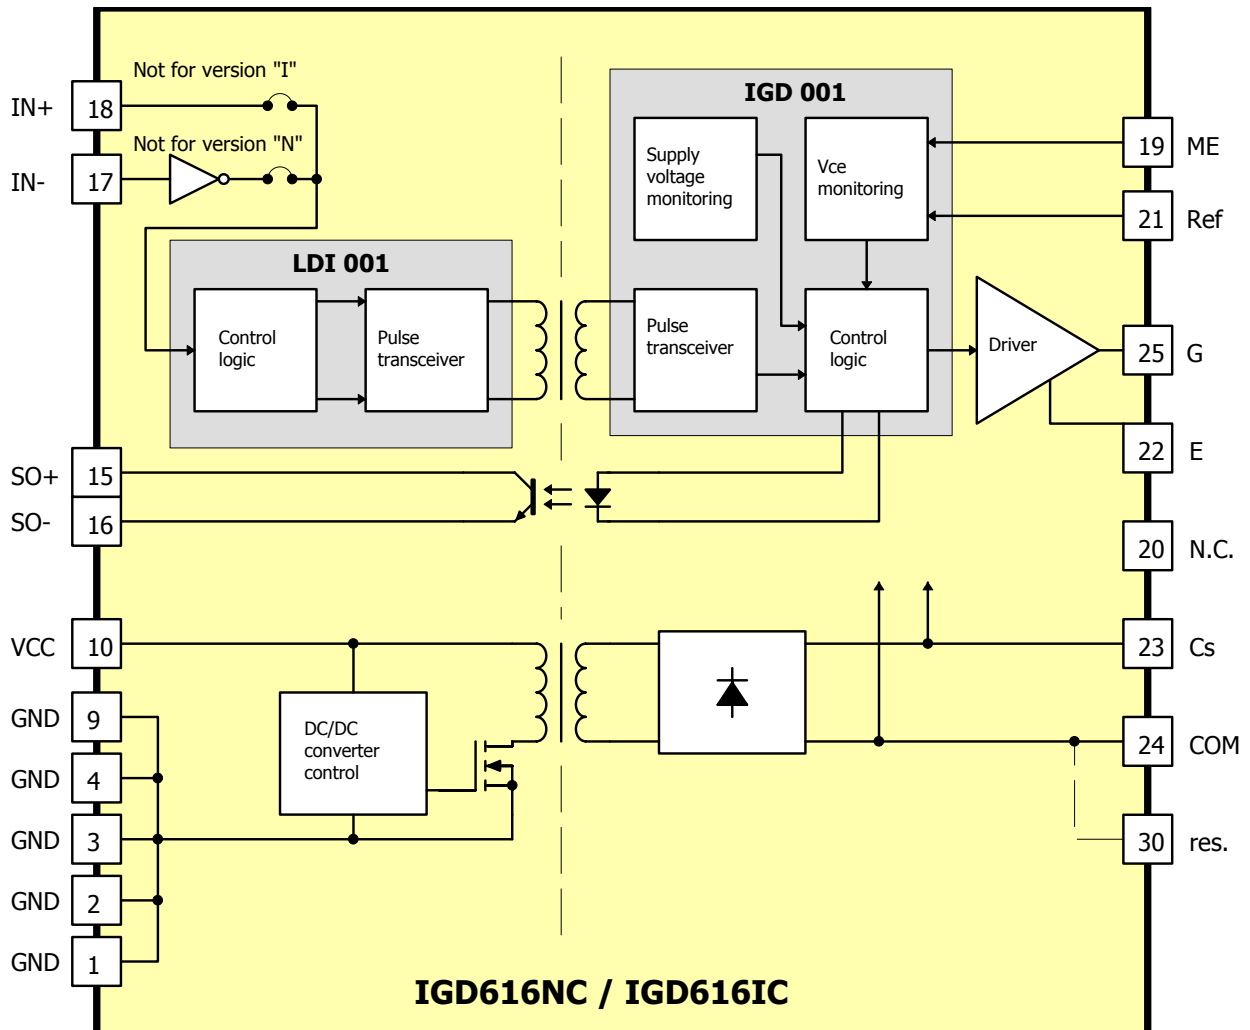 Not for version "I"
IN+
18
Not for version "N"
IN-
17
LDI 001
Control
logic
Pulse
transceiver
IGD 001
Supply
voltage
monitoring
Vce
monitoring
Pulse
transceiver
Control
logic
Driver
19
ME
21
Ref
25
G
22
E
SO+
15
SO-
16
20
N.C.
VCC
10
GND
9
GND
4
GND
3
GND
2
GND
1
DC/DC
converter
control
23
Cs
24
COM
30
res.
IGD616NC / IGD616IC